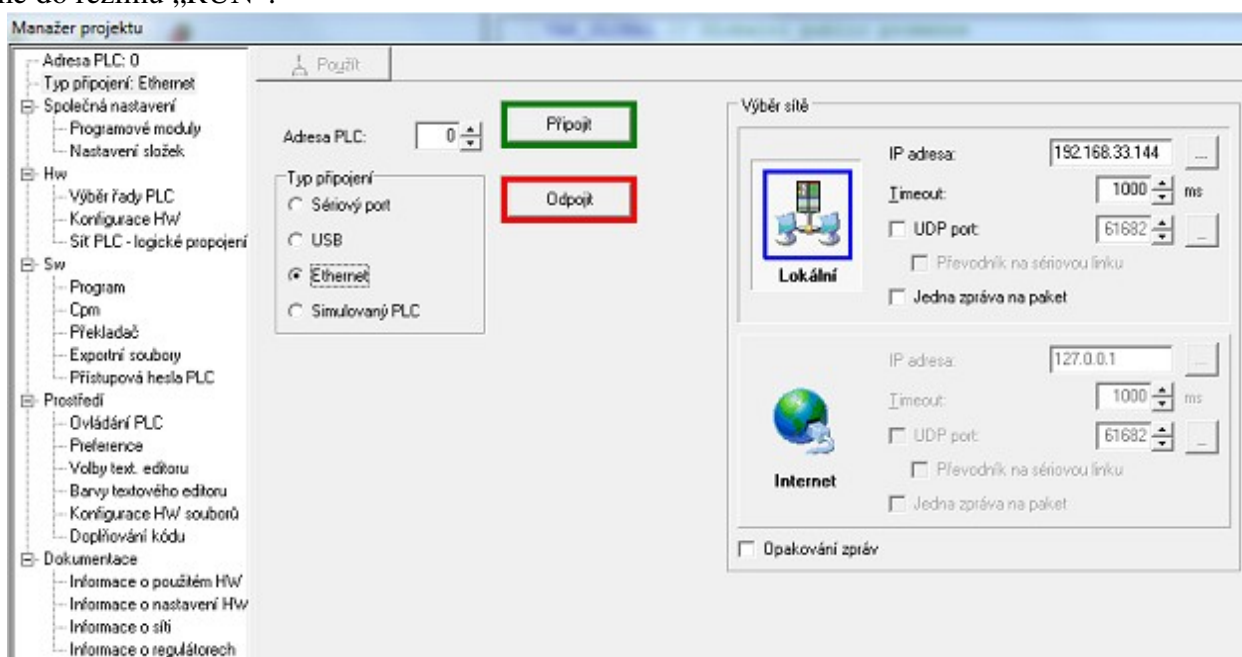 ne do režimu „RUN“.
Manažer projektu
Adresa PLC: 0
Typ připojení: Ethernet
Společná nastavení
Programové moduly
Nastavení složek
Hw
Výběr řady PLC
Konfigurace HW
Síť PLC - logické propojení
Sw
Program
Cpm
Překladač
Exportní soubory
Přístupová hesla PLC
Prostředí
Ovládání PLC
Preference
Volby text. editoru
Barvy textového editoru
Konfigurace HW souborů
Doplňování kódu
Dokumentace
Informace o použitém HW
Informace o nastavení HW
Informace o síti
Informace o regulátorech
Použít
Adresa PLC: 0
Připojit
Odpojit
Typ připojení
Sériový port
USB
Ethernet
Simulovaný PLC
Výběr sítě
Lokální
IP adresa: 192.168.33.144 ...
Timeout: 1000 ms
UDP port: 61682 ...
Převodník na sériovou linku
Jedna zpráva na paket
Internet
IP adresa: 127.0.0.1 ...
Timeout: 1000 ms
UDP port: 61682 ...
Převodník na sériovou linku
Jedna zpráva na paket
Opakování zpráv